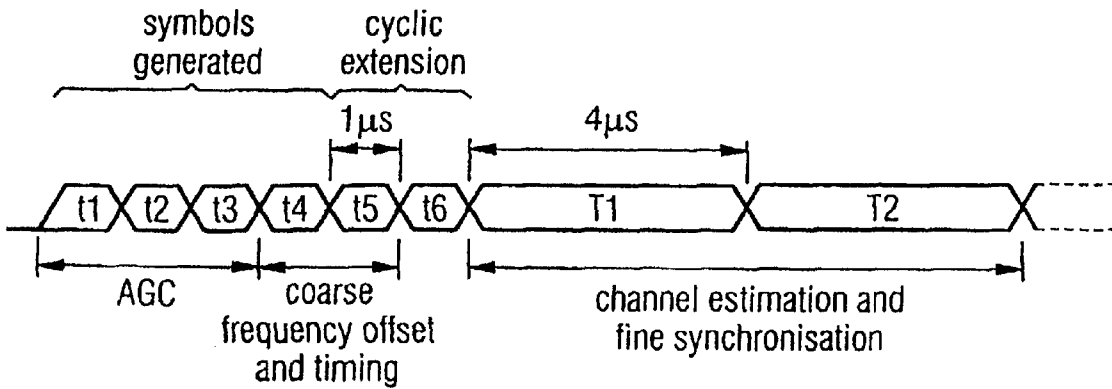 symbols
generated
cyclic
extension
1μs
4μs
t1 t2 t3 t4 t5 t6 T1 T2
AGC
coarse
frequency offset
and timing
channel estimation and
fine synchronisation